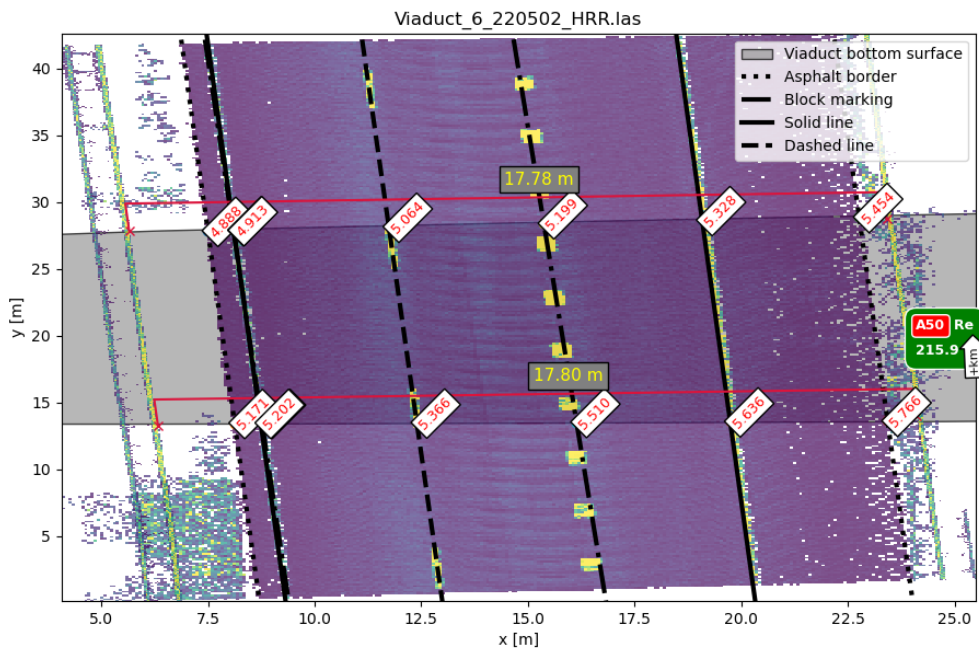 Viaduct_6_220502_HRR.las
Viaduct bottom surface
Asphalt border
Block marking
Solid line
Dashed line
17.78 m
4.888
4.913
5.064
5.199
5.328
5.454
A50 Re
215.9
+km
17.80 m
5.171
5.202
5.366
5.510
5.636
5.766
y [m]
40
35
30
25
20
15
10
5
5.0
7.5
10.0
12.5
15.0
17.5
20.0
22.5
25.0
x [m]